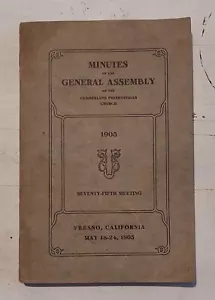 MINUTES
OF THE
GENERAL ASSEMBLY
OF THE
CUMBERLAND PRESBYTERIAN
CHURCH
1905
SEVENTY-FIFTH MEETING
FRESNO, CALIFORNIA
MAY 18-24, 1905